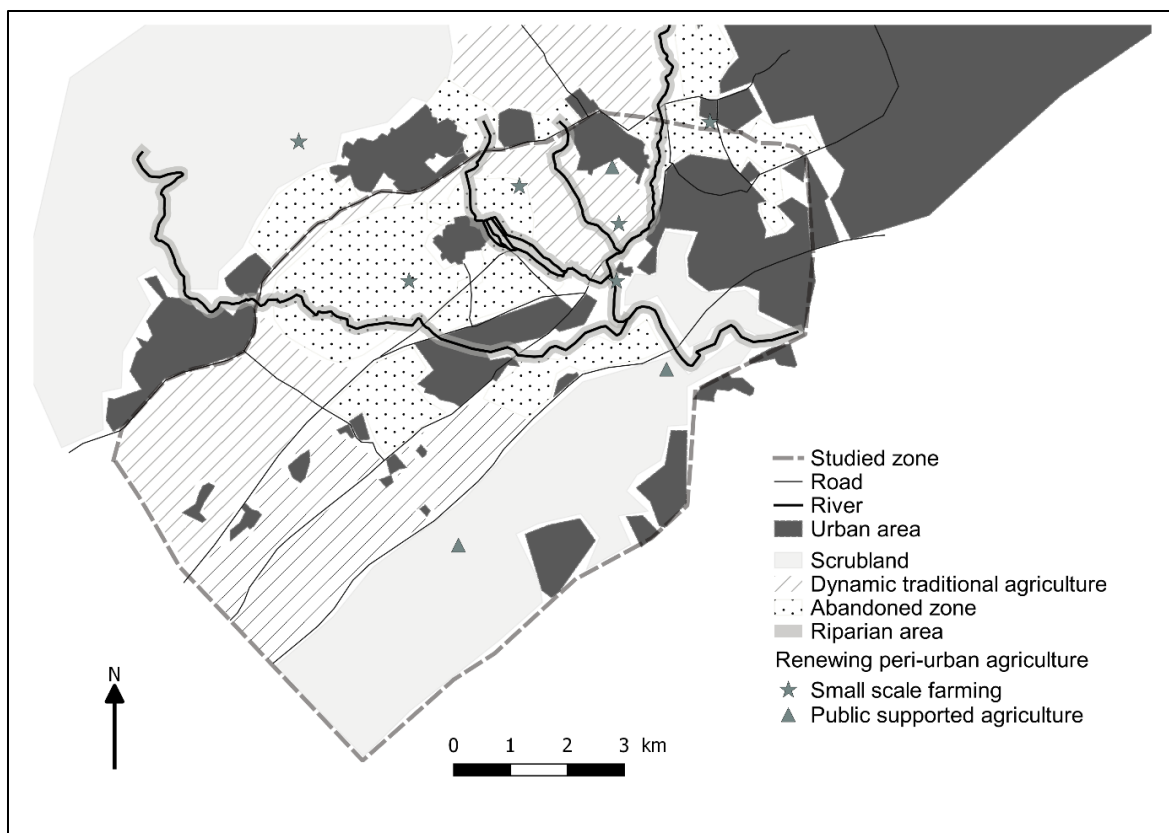 Studied zone
Road
River
Urban area
Scrubland
Dynamic traditional agriculture
Abandoned zone
Riparian area
Renewing peri-urban agriculture
Small scale farming
Public supported agriculture
N
0 1 2 3 km